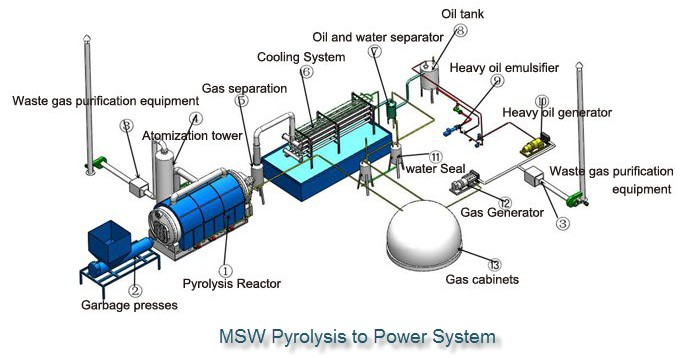 Oil tank
⑧
Oil and water separator
⑦
Cooling System
⑥
Heavy oil emulsifier
⑨
Gas separation
⑤
Waste gas purification equipment
③
④
Atomization tower
⑩
Heavy oil generator
⑪
water Seal
Waste gas purification
equipment
③
⑫
Gas Generator
①
Pyrolysis Reactor
②
Garbage presses
⑬
Gas cabinets
MSW Pyrolysis to Power System